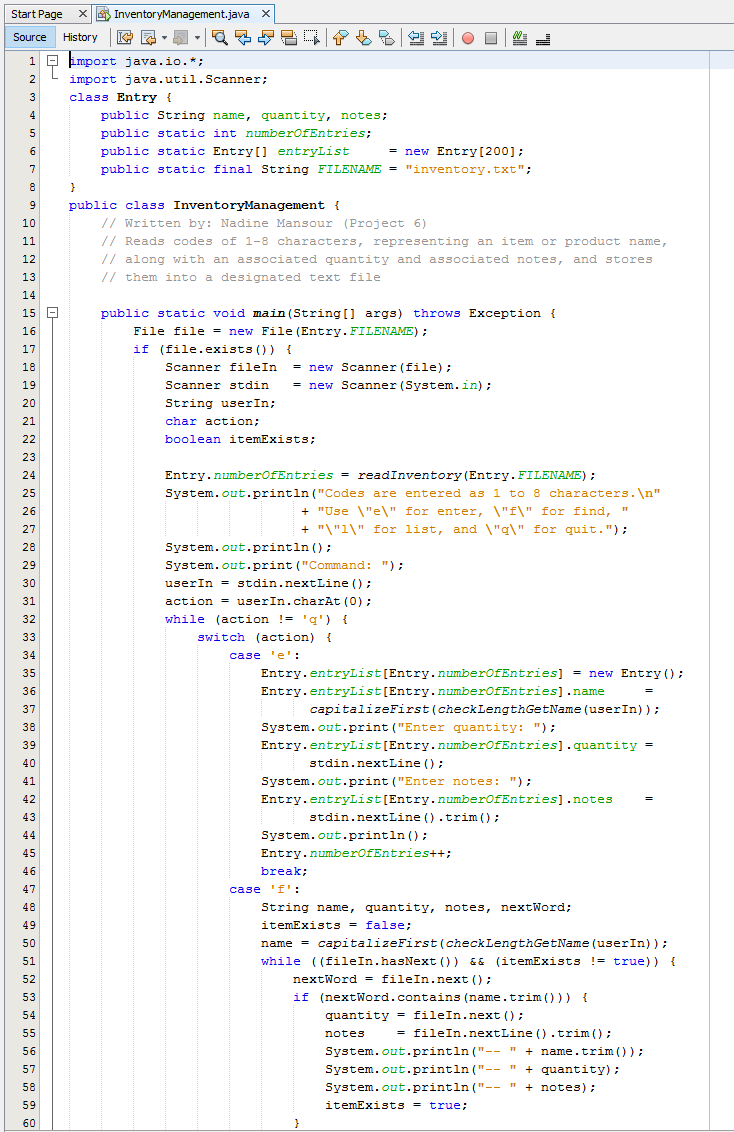 Start Page
InventoryManagement.java
Source History
1 import java.io.*;
2 import java.util.Scanner;
3 class Entry {
4     public String name, quantity, notes;
5     public static int numberOfEntries;
6     public static Entry[] entryList     = new Entry[200];
7     public static final String FILENAME = "inventory.txt";
8 }
9 public class InventoryManagement {
10     // Written by: Nadine Mansour (Project 6)
11     // Reads codes of 1-8 characters, representing an item or product name,
12     // along with an associated quantity and associated notes, and stores
13     // them into a designated text file
14
15     public static void main(String[] args) throws Exception {
16         File file = new File(Entry.FILENAME);
17         if (file.exists()) {
18             Scanner fileIn  = new Scanner(file);
19             Scanner stdin   = new Scanner(System.in);
20             String userIn;
21             char action;
22             boolean itemExists;
23
24             Entry.numberOfEntries = readInventory(Entry.FILENAME);
25             System.out.println("Codes are entered as 1 to 8 characters.\n"
26                              + "Use \"e\" for enter, \"f\" for find, "
27                              + "\"l\" for list, and \"q\" for quit.");
28             System.out.println();
29             System.out.print("Command: ");
30             userIn = stdin.nextLine();
31             action = userIn.charAt(0);
32             while (action != 'q') {
33                 switch (action) {
34                     case 'e':
35                         Entry.entryList[Entry.numberOfEntries] = new Entry();
36                         Entry.entryList[Entry.numberOfEntries].name     =
37                               capitalizeFirst(checkLengthGetName(userIn));
38                         System.out.print("Enter quantity: ");
39                         Entry.entryList[Entry.numberOfEntries].quantity =
40                               stdin.nextLine();
41                         System.out.print("Enter notes: ");
42                         Entry.entryList[Entry.numberOfEntries].notes    =
43                               stdin.nextLine().trim();
44                         System.out.println();
45                         Entry.numberOfEntries++;
46                         break;
47                     case 'f':
48                         String name, quantity, notes, nextWord;
49                         itemExists = false;
50                         name = capitalizeFirst(checkLengthGetName(userIn));
51                         while ((fileIn.hasNext()) && (itemExists != true)) {
52                             nextWord = fileIn.next();
53                             if (nextWord.contains(name.trim())) {
54                                 quantity = fileIn.next();
55                                 notes    = fileIn.nextLine().trim();
56                                 System.out.println("-- " + name.trim());
57                                 System.out.println("-- " + quantity);
58                                 System.out.println("-- " + notes);
59                                 itemExists = true;
60                             }